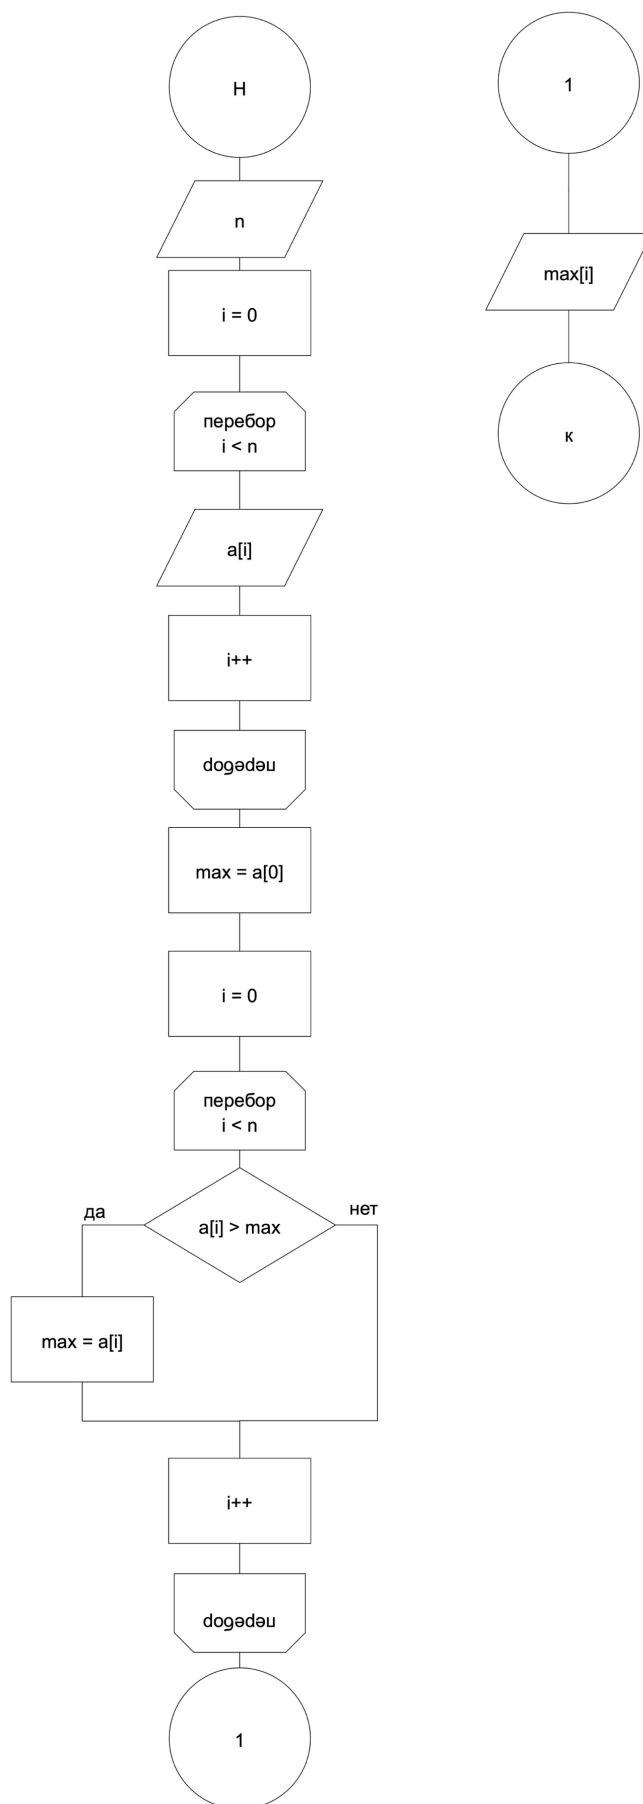 Н
n
i = 0
перебор
i < n
a[i]
i++
перебор
max = a[0]
i = 0
перебор
i < n
a[i] > max
да
нет
max = a[i]
i++
перебор
1
1
max[i]
к